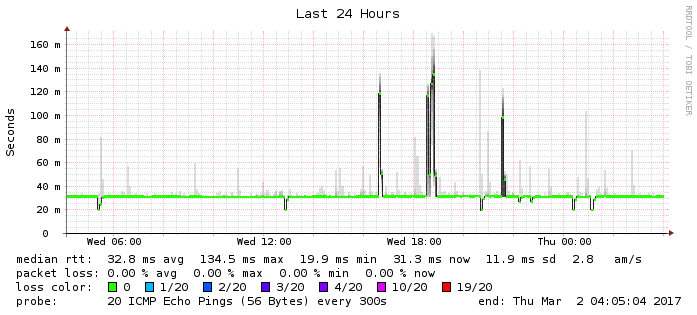 Last 24 Hours
RRDTOOL / TOBI OETIKER
Seconds
160 m
140 m
120 m
100 m
80 m
60 m
40 m
20 m
0
Wed 06:00 Wed 12:00 Wed 18:00 Thu 00:00
median rtt: 32.8 ms avg 134.5 ms max 19.9 ms min 31.3 ms now 11.9 ms sd 2.8 am/s
packet loss: 0.00 % avg 0.00 % max 0.00 % min 0.00 % now
loss color: 0 1/20 2/20 3/20 4/20 10/20 19/20
probe: 20 ICMP Echo Pings (56 Bytes) every 300s end: Thu Mar 2 04:05:04 2017